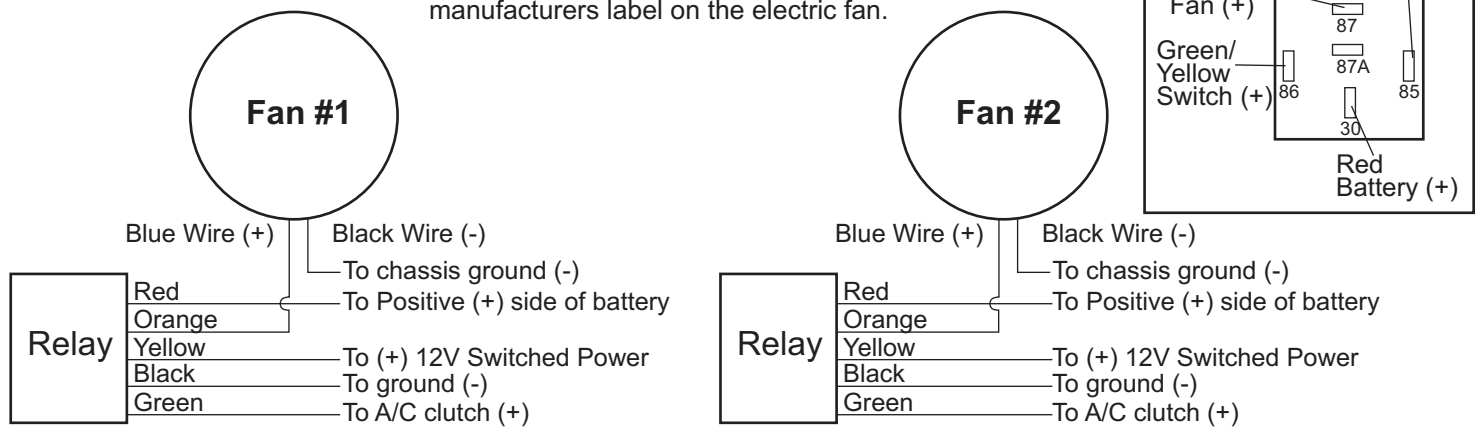 manufacturers label on the electric fan.
Fan (+)
87
Green/
Yellow
Switch (+)
87A
86
85
30
Red
Battery (+)
Fan #1
Blue Wire (+)
Black Wire (-)
To chassis ground (-)
Relay
Red
To Positive (+) side of battery
Orange
Yellow
To (+) 12V Switched Power
Black
To ground (-)
Green
To A/C clutch (+)
Fan #2
Blue Wire (+)
Black Wire (-)
To chassis ground (-)
Relay
Red
To Positive (+) side of battery
Orange
Yellow
To (+) 12V Switched Power
Black
To ground (-)
Green
To A/C clutch (+)